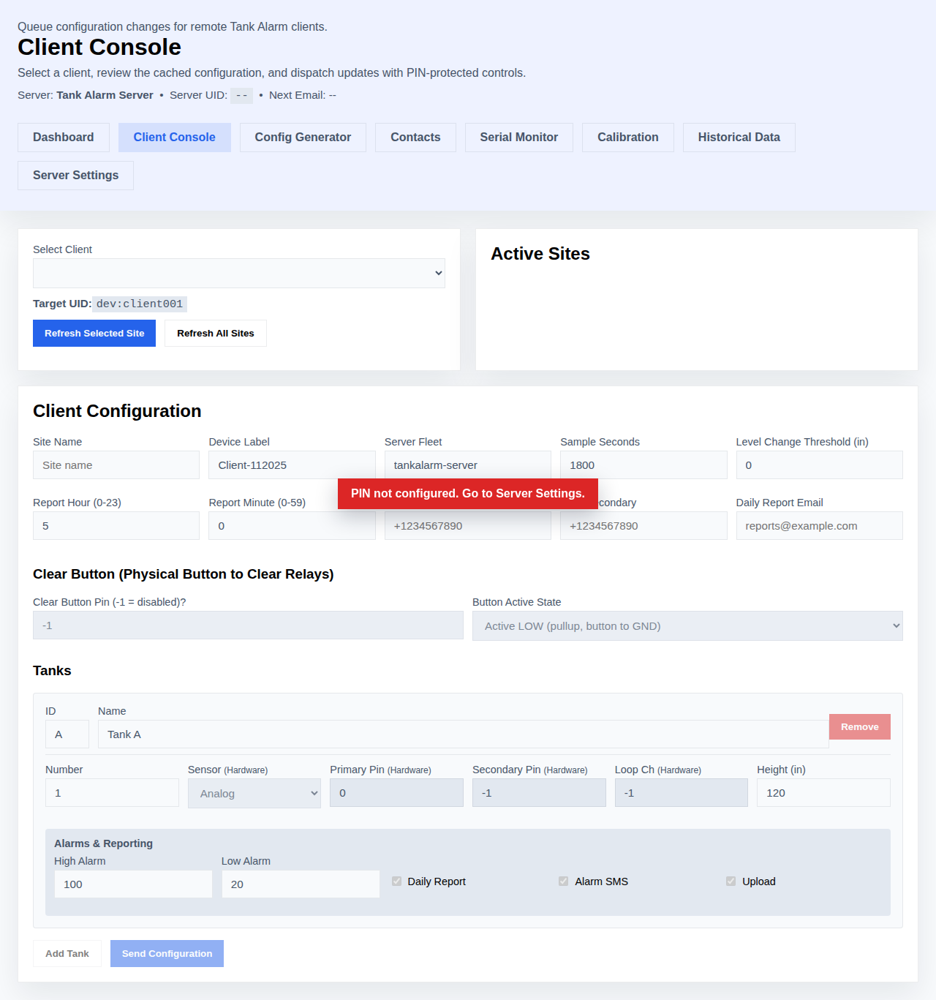 Queue configuration changes for remote Tank Alarm clients.
Client Console
Select a client, review the cached configuration, and dispatch updates with PIN-protected controls.
Server: Tank Alarm Server • Server UID: -- • Next Email: --
Dashboard Client Console Config Generator Contacts Serial Monitor Calibration Historical Data
Server Settings
Select Client
Target UID: dev:client001
Refresh Selected Site Refresh All Sites
Active Sites
Client Configuration
Site Name Device Label Server Fleet Sample Seconds Level Change Threshold (in)
Site name Client-112025 tankalarm-server 1800 0
PIN not configured. Go to Server Settings.
Report Hour (0-23) Report Minute (0-59) econdary Daily Report Email
5 0 +1234567890 +1234567890 reports@example.com
Clear Button (Physical Button to Clear Relays)
Clear Button Pin (-1 = disabled)? Button Active State
-1 Active LOW (pullup, button to GND)
Tanks
ID Name
A Tank A Remove
Number Sensor (Hardware) Primary Pin (Hardware) Secondary Pin (Hardware) Loop Ch (Hardware) Height (in)
1 Analog 0 -1 -1 120
Alarms & Reporting
High Alarm Low Alarm
100 20 Daily Report Alarm SMS Upload
Add Tank Send Configuration